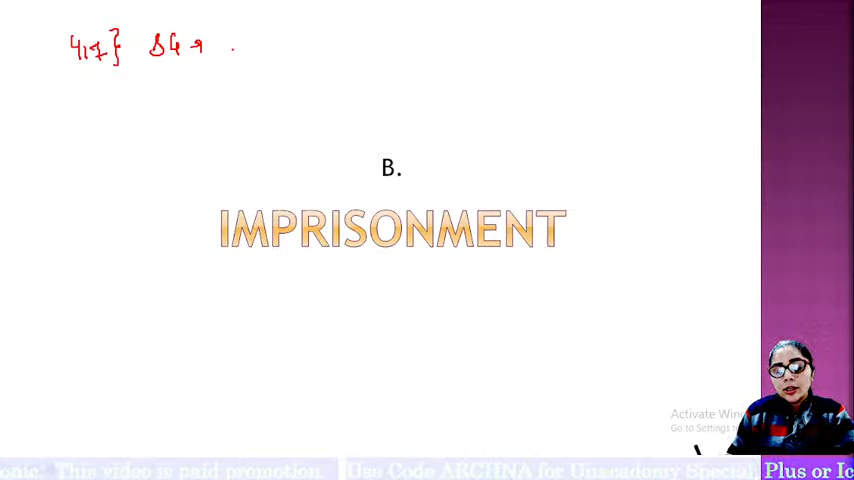 B.
IMPRISONMENT
Activate Win
Go to Settings
onic. This video is paid promotion. Use Code ARCHNA for Unacademy Special, Plus or Ic